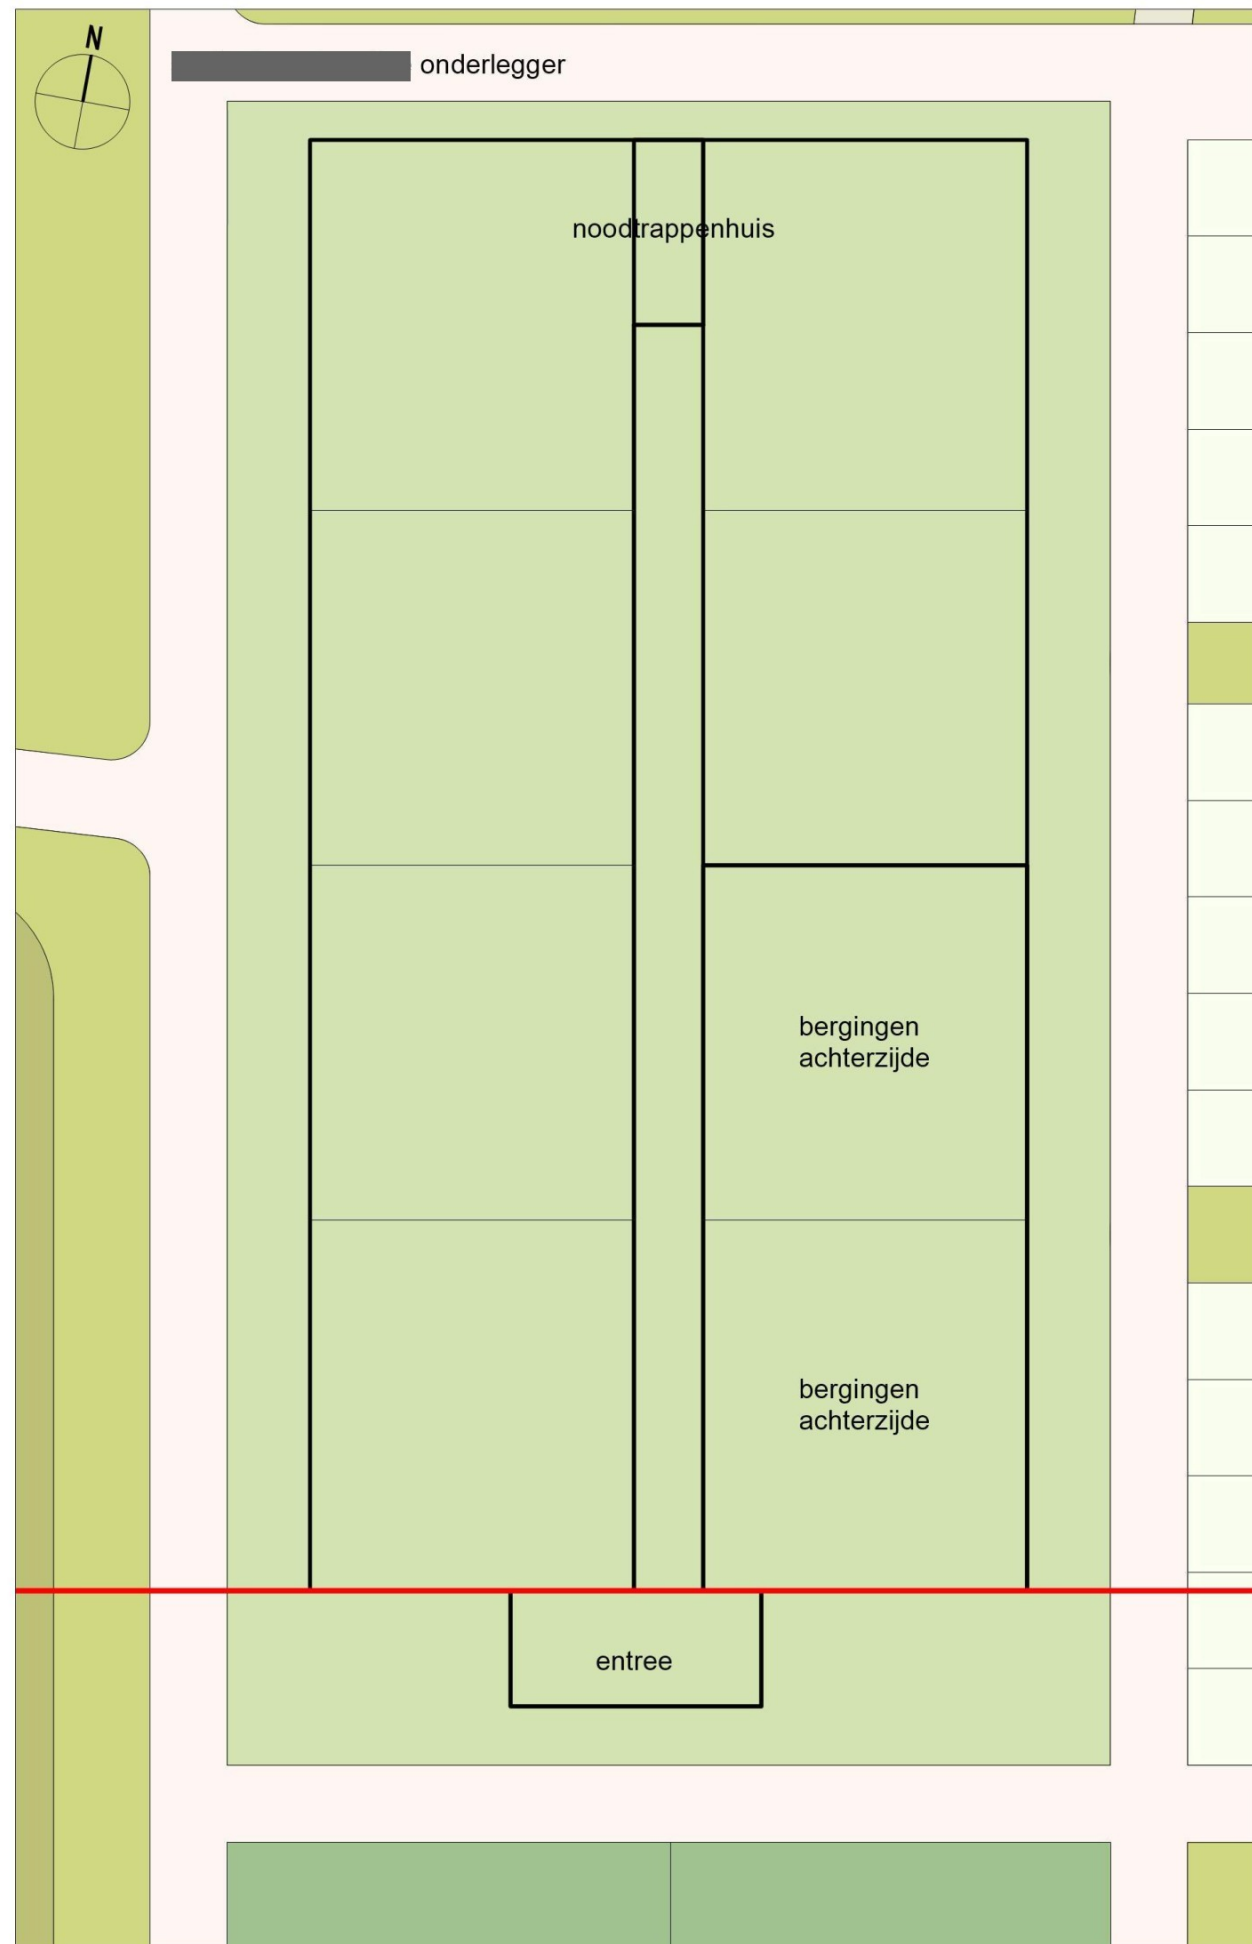 N
onderlegger
noodtrappenhuis
bergingen
achterzijde
bergingen
achterzijde
entree